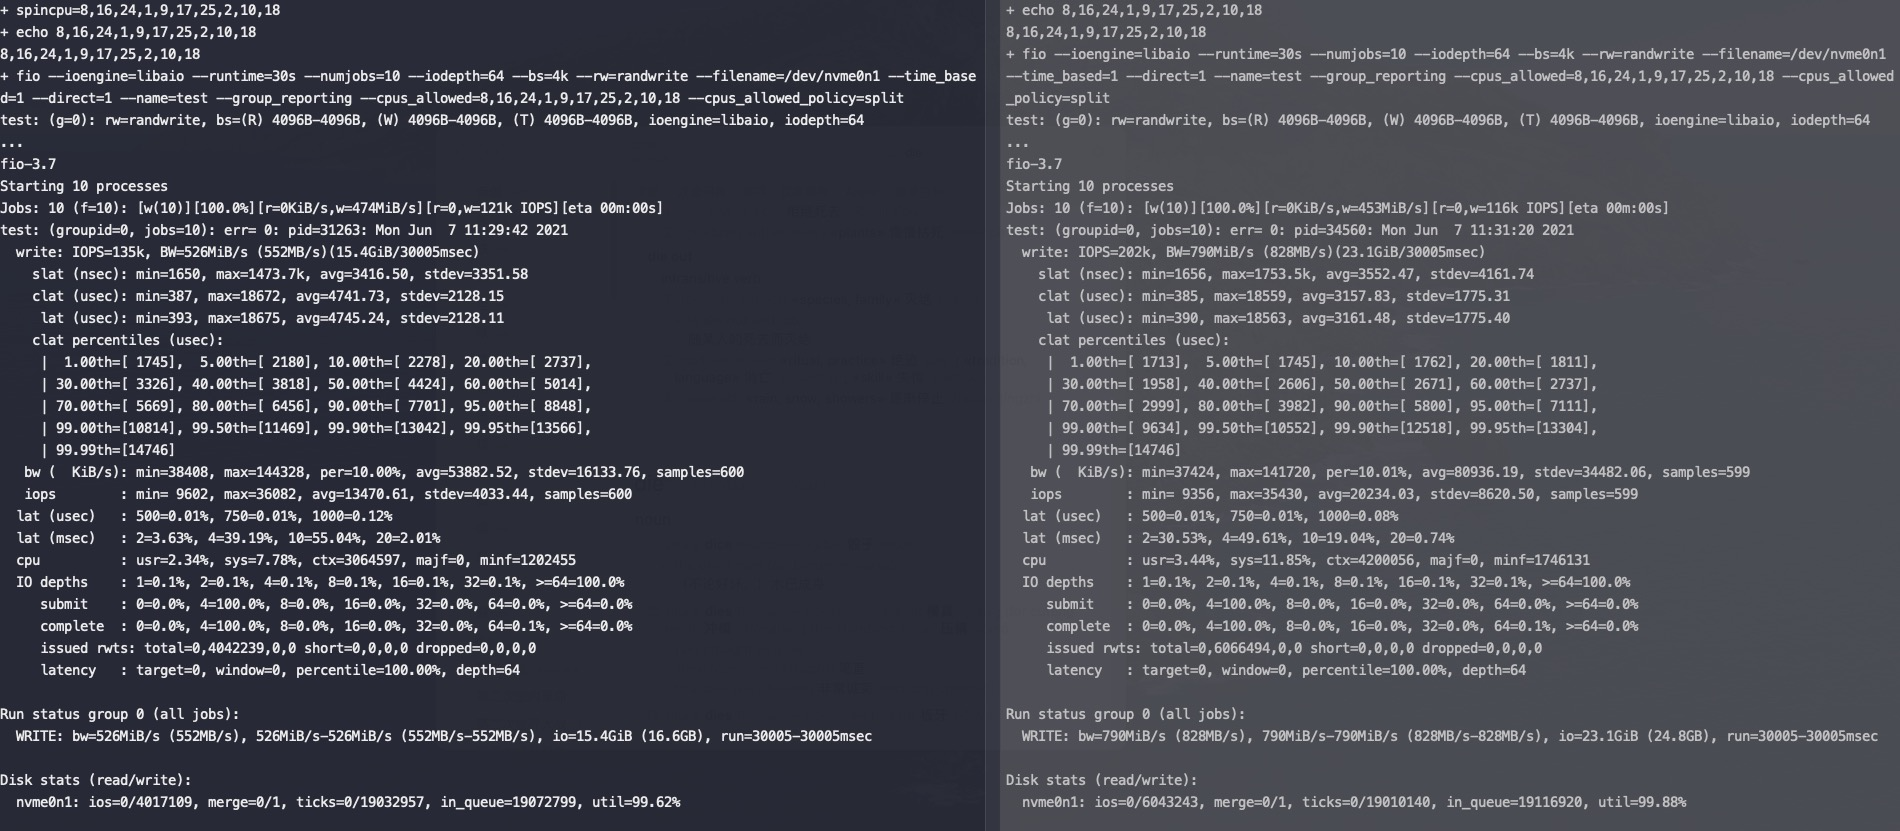 + spincpu=8,16,24,1,9,17,25,2,10,18
+ echo 8,16,24,1,9,17,25,2,10,18
8,16,24,1,9,17,25,2,10,18
+ fio --ioengine=libaio --runtime=30s --numjobs=10 --iodepth=64 --bs=4k --rw=randwrite --filename=/dev/nvme0n1 --time_base
d=1 --direct=1 --name=test --group_reporting --cpus_allowed=8,16,24,1,9,17,25,2,10,18 --cpus_allowed_policy=split
test: (g=0): rw=randwrite, bs=(R) 4096B-4096B, (W) 4096B-4096B, (T) 4096B-4096B, ioengine=libaio, iodepth=64
...
fio-3.7
Starting 10 processes
Jobs: 10 (f=10): [w(10)][100.0%][r=0KiB/s,w=474MiB/s][r=0,w=121k IOPS][eta 00m:00s]
test: (groupid=0, jobs=10): err= 0: pid=31263: Mon Jun  7 11:29:42 2021
  write: IOPS=135k, BW=526MiB/s (552MB/s)(15.4GiB/30005msec)
    slat (nsec): min=1650, max=1473.7k, avg=3416.50, stdev=3351.58
    clat (usec): min=387, max=18672, avg=4741.73, stdev=2128.15
     lat (usec): min=393, max=18675, avg=4745.24, stdev=2128.11
    clat percentiles (usec):
     |  1.00th=[ 1745],  5.00th=[ 2180], 10.00th=[ 2278], 20.00th=[ 2737],
     | 30.00th=[ 3326], 40.00th=[ 3818], 50.00th=[ 4424], 60.00th=[ 5014],
     | 70.00th=[ 5669], 80.00th=[ 6456], 90.00th=[ 7701], 95.00th=[ 8848],
     | 99.00th=[10814], 99.50th=[11469], 99.90th=[13042], 99.95th=[13566],
     | 99.99th=[14746]
   bw (  KiB/s): min=38408, max=144328, per=10.00%, avg=53882.52, stdev=16133.76, samples=600
   iops        : min= 9602, max=36082, avg=13470.61, stdev=4033.44, samples=600
  lat (usec)   : 500=0.01%, 750=0.01%, 1000=0.12%
  lat (msec)   : 2=3.63%, 4=39.19%, 10=55.04%, 20=2.01%
  cpu          : usr=2.34%, sys=7.78%, ctx=3064597, majf=0, minf=1202455
  IO depths    : 1=0.1%, 2=0.1%, 4=0.1%, 8=0.1%, 16=0.1%, 32=0.1%, >=64=100.0%
     submit    : 0=0.0%, 4=100.0%, 8=0.0%, 16=0.0%, 32=0.0%, 64=0.0%, >=64=0.0%
     complete  : 0=0.0%, 4=100.0%, 8=0.0%, 16=0.0%, 32=0.0%, 64=0.1%, >=64=0.0%
     issued rwts: total=0,4042239,0,0 short=0,0,0,0 dropped=0,0,0,0
     latency   : target=0, window=0, percentile=100.00%, depth=64
Run status group 0 (all jobs):
  WRITE: bw=526MiB/s (552MB/s), 526MiB/s-526MiB/s (552MB/s-552MB/s), io=15.4GiB (16.6GB), run=30005-30005msec
Disk stats (read/write):
  nvme0n1: ios=0/4017109, merge=0/1, ticks=0/19032957, in_queue=19072799, util=99.62%
+ echo 8,16,24,1,9,17,25,2,10,18
8,16,24,1,9,17,25,2,10,18
+ fio --ioengine=libaio --runtime=30s --numjobs=10 --iodepth=64 --bs=4k --rw=randwrite --filename=/dev/nvme0n1
--time_based=1 --direct=1 --name=test --group_reporting --cpus_allowed=8,16,24,1,9,17,25,2,10,18 --cpus_allowed
_policy=split
test: (g=0): rw=randwrite, bs=(R) 4096B-4096B, (W) 4096B-4096B, (T) 4096B-4096B, ioengine=libaio, iodepth=64
...
fio-3.7
Starting 10 processes
Jobs: 10 (f=10): [w(10)][100.0%][r=0KiB/s,w=453MiB/s][r=0,w=116k IOPS][eta 00m:00s]
test: (groupid=0, jobs=10): err= 0: pid=34560: Mon Jun  7 11:31:20 2021
  write: IOPS=202k, BW=790MiB/s (828MB/s)(23.1GiB/30005msec)
    slat (nsec): min=1656, max=1753.5k, avg=3552.47, stdev=4161.74
    clat (usec): min=385, max=18559, avg=3157.83, stdev=1775.31
     lat (usec): min=390, max=18563, avg=3161.48, stdev=1775.40
    clat percentiles (usec):
     |  1.00th=[ 1713],  5.00th=[ 1745], 10.00th=[ 1762], 20.00th=[ 1811],
     | 30.00th=[ 1958], 40.00th=[ 2606], 50.00th=[ 2671], 60.00th=[ 2737],
     | 70.00th=[ 2999], 80.00th=[ 3982], 90.00th=[ 5800], 95.00th=[ 7111],
     | 99.00th=[ 9634], 99.50th=[10552], 99.90th=[12518], 99.95th=[13304],
     | 99.99th=[14746]
   bw (  KiB/s): min=37424, max=141720, per=10.01%, avg=80936.19, stdev=34482.06, samples=599
   iops        : min= 9356, max=35430, avg=20234.03, stdev=8620.50, samples=599
  lat (usec)   : 500=0.01%, 750=0.01%, 1000=0.08%
  lat (msec)   : 2=30.53%, 4=49.61%, 10=19.04%, 20=0.74%
  cpu          : usr=3.44%, sys=11.85%, ctx=4200056, majf=0, minf=1746131
  IO depths    : 1=0.1%, 2=0.1%, 4=0.1%, 8=0.1%, 16=0.1%, 32=0.1%, >=64=100.0%
     submit    : 0=0.0%, 4=100.0%, 8=0.0%, 16=0.0%, 32=0.0%, 64=0.0%, >=64=0.0%
     complete  : 0=0.0%, 4=100.0%, 8=0.0%, 16=0.0%, 32=0.0%, 64=0.1%, >=64=0.0%
     issued rwts: total=0,6066494,0,0 short=0,0,0,0 dropped=0,0,0,0
     latency   : target=0, window=0, percentile=100.00%, depth=64
Run status group 0 (all jobs):
  WRITE: bw=790MiB/s (828MB/s), 790MiB/s-790MiB/s (828MB/s-828MB/s), io=23.1GiB (24.8GB), run=30005-30005msec
Disk stats (read/write):
  nvme0n1: ios=0/6043243, merge=0/1, ticks=0/19010140, in_queue=19116920, util=99.88%